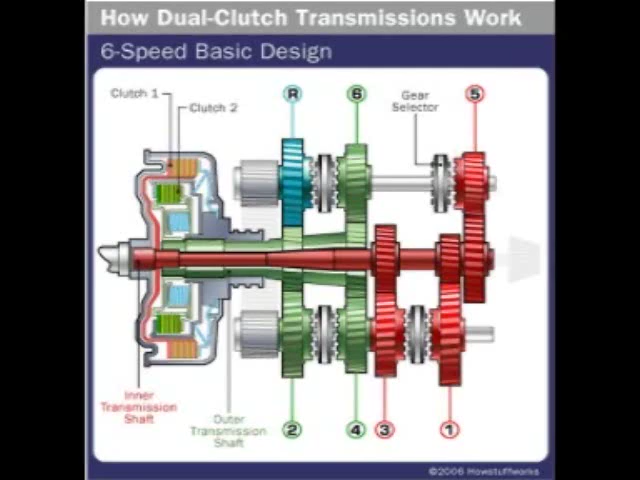 How Dual-Clutch Transmissions Work
6-Speed Basic Design
Clutch 1
Clutch 2
R
6
Gear
Selector
5
Inner
Transmission
Shaft
Outer
Transmission
Shaft
2
4
3
1
©2006 Howstuffworks